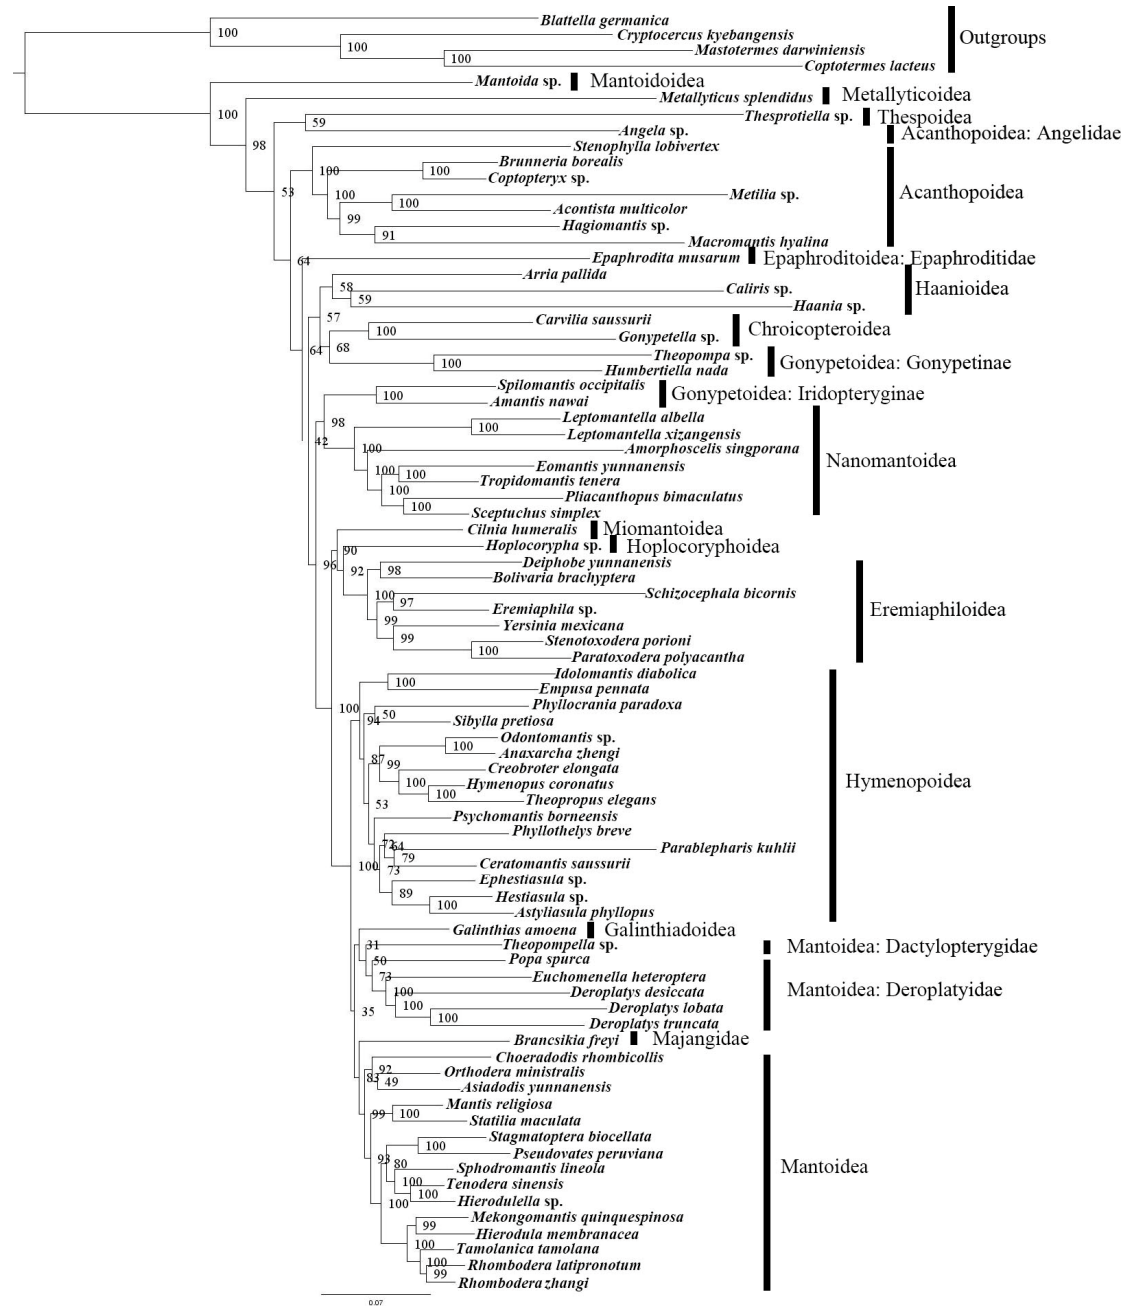 Blattella germanica
100
Cryptocercus kyebangensis
Outgroups
100
Mastotermes darwiniensis
100
Coptotermes lacteus
Mantoida sp. Mantoidoidea
Metallyticus splendidus Metallyticoidea
100
Thesprotiella sp. Thespoidea
59
Angela sp. Acanthopoidea: Angelidae
98
Stenophylla lobivertex
Brunneria borealis
100
100
Coptopteryx sp.
53
Acanthopoidea
100
Metilia sp.
100
Acontista multicolor
99
Hagiomantis sp.
91
Macromantis hyalina
64
Epaphrodita musarum Epaphroditoidea: Epaphroditidae
Arria pallida
58
Caliris sp. Haanioidea
59
Haania sp.
57
Carvilia saussurii
100
Chroicopteroidea
Gonypetella sp.
64
68
Theopompa sp.
100
Gonypetoidea: Gonypetinae
Humbertiella nada
Spilomantis occipitalis
100
Gonypetoidea: Iridopteryginae
Amantis nawai
98
Leptomantella albella
100
42
Leptomantella xizangensis
100
Amorphoscelis singporana
Nanomantoidea
Eomantis yunnanensis
100
100
Tropidomantis tenera
100
Pliacanthopus bimaculatus
100
Sceptuchus simplex
Cilnia humeralis Miomantoidea
90
Hoplocorypha sp. Hoplocoryphoidea
96
Deiphobe yunnanensis
92
98
Bolivaria brachyptera
100
Schizocephala bicornis
97
Eremiaphila sp. Eremiaphiloidea
99
Yersinia mexicana
99
Stenotoxodera porioni
100
Paratoxodera polyacantha
Idolomantis diabolica
100
Empusa pennata
100
Phyllocrania paradoxa
94
50
Sibylla pretiosa
Odontomantis sp.
100
87
Anaxarcha zhengi
99
Creobroter elongata
100
Hymenopus coronatus
Hymenopoidea
100
53
Theopropus elegans
Psychomantis borneensis
Phyllothelys breve
72
64
Parablepharis kuhlii
79
100
73
Ceratomantis saussurii
Ephestiasula sp.
89
Hestiasula sp.
100
Astyliasula phyllopus
Galinthias amoena Galinthiadoidea
31
Theopompella sp. Mantoidea: Dactylopterygidae
50
Popa spurca
73
Euchomenella heteroptera
100
Deroplatys desiccata Mantoidea: Deroplatyidae
100
Deroplatys lobata
35
100
Deroplatys truncata
Brancsikia freyi Majangidae
Choeradodis rhombicollis
92
Orthodera ministralis
83
49
Asiadodis yunnanensis
Mantis religiosa
99
100
Statilia maculata
Stagmatoptera biocellata
100
Pseudovates peruviana
93
80
Sphodromantis lineola
Mantoidea
100
Tenodera sinensis
100
100
Hierodulella sp.
Mekongomantis quinquespinosa
99
Hierodula membranacea
100
Tamolanica tamolana
100
Rhombodera latipronotum
99
Rhombodera zhangi
0.07